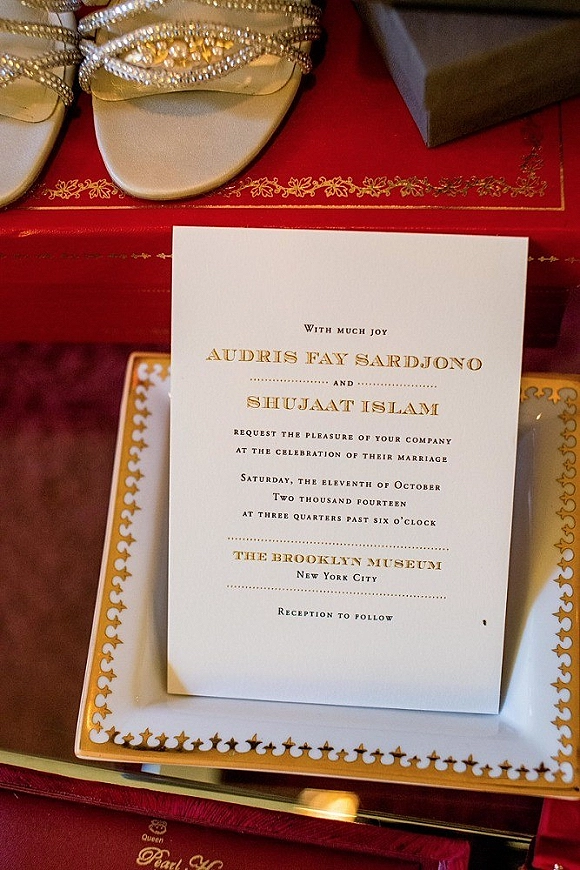 WITH MUCH JOY
AUDRIS FAY SARDJONO
AND
SHUJAAT ISLAM
REQUEST THE PLEASURE OF YOUR COMPANY
AT THE CELEBRATION OF THEIR MARRIAGE
SATURDAY, THE ELEVENTH OF OCTOBER
TWO THOUSAND FOURTEEN
AT THREE QUARTERS PAST SIX O'CLOCK
THE BROOKLYN MUSEUM
NEW YORK CITY
RECEPTION TO FOLLOW
Queen
Pearl